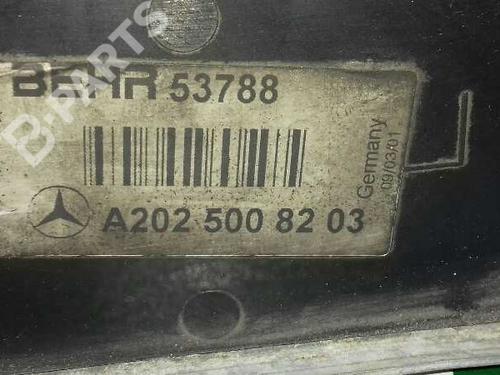 B-PARTS
BEHR 53788
Germany
09/03/01
A202 500 82 03